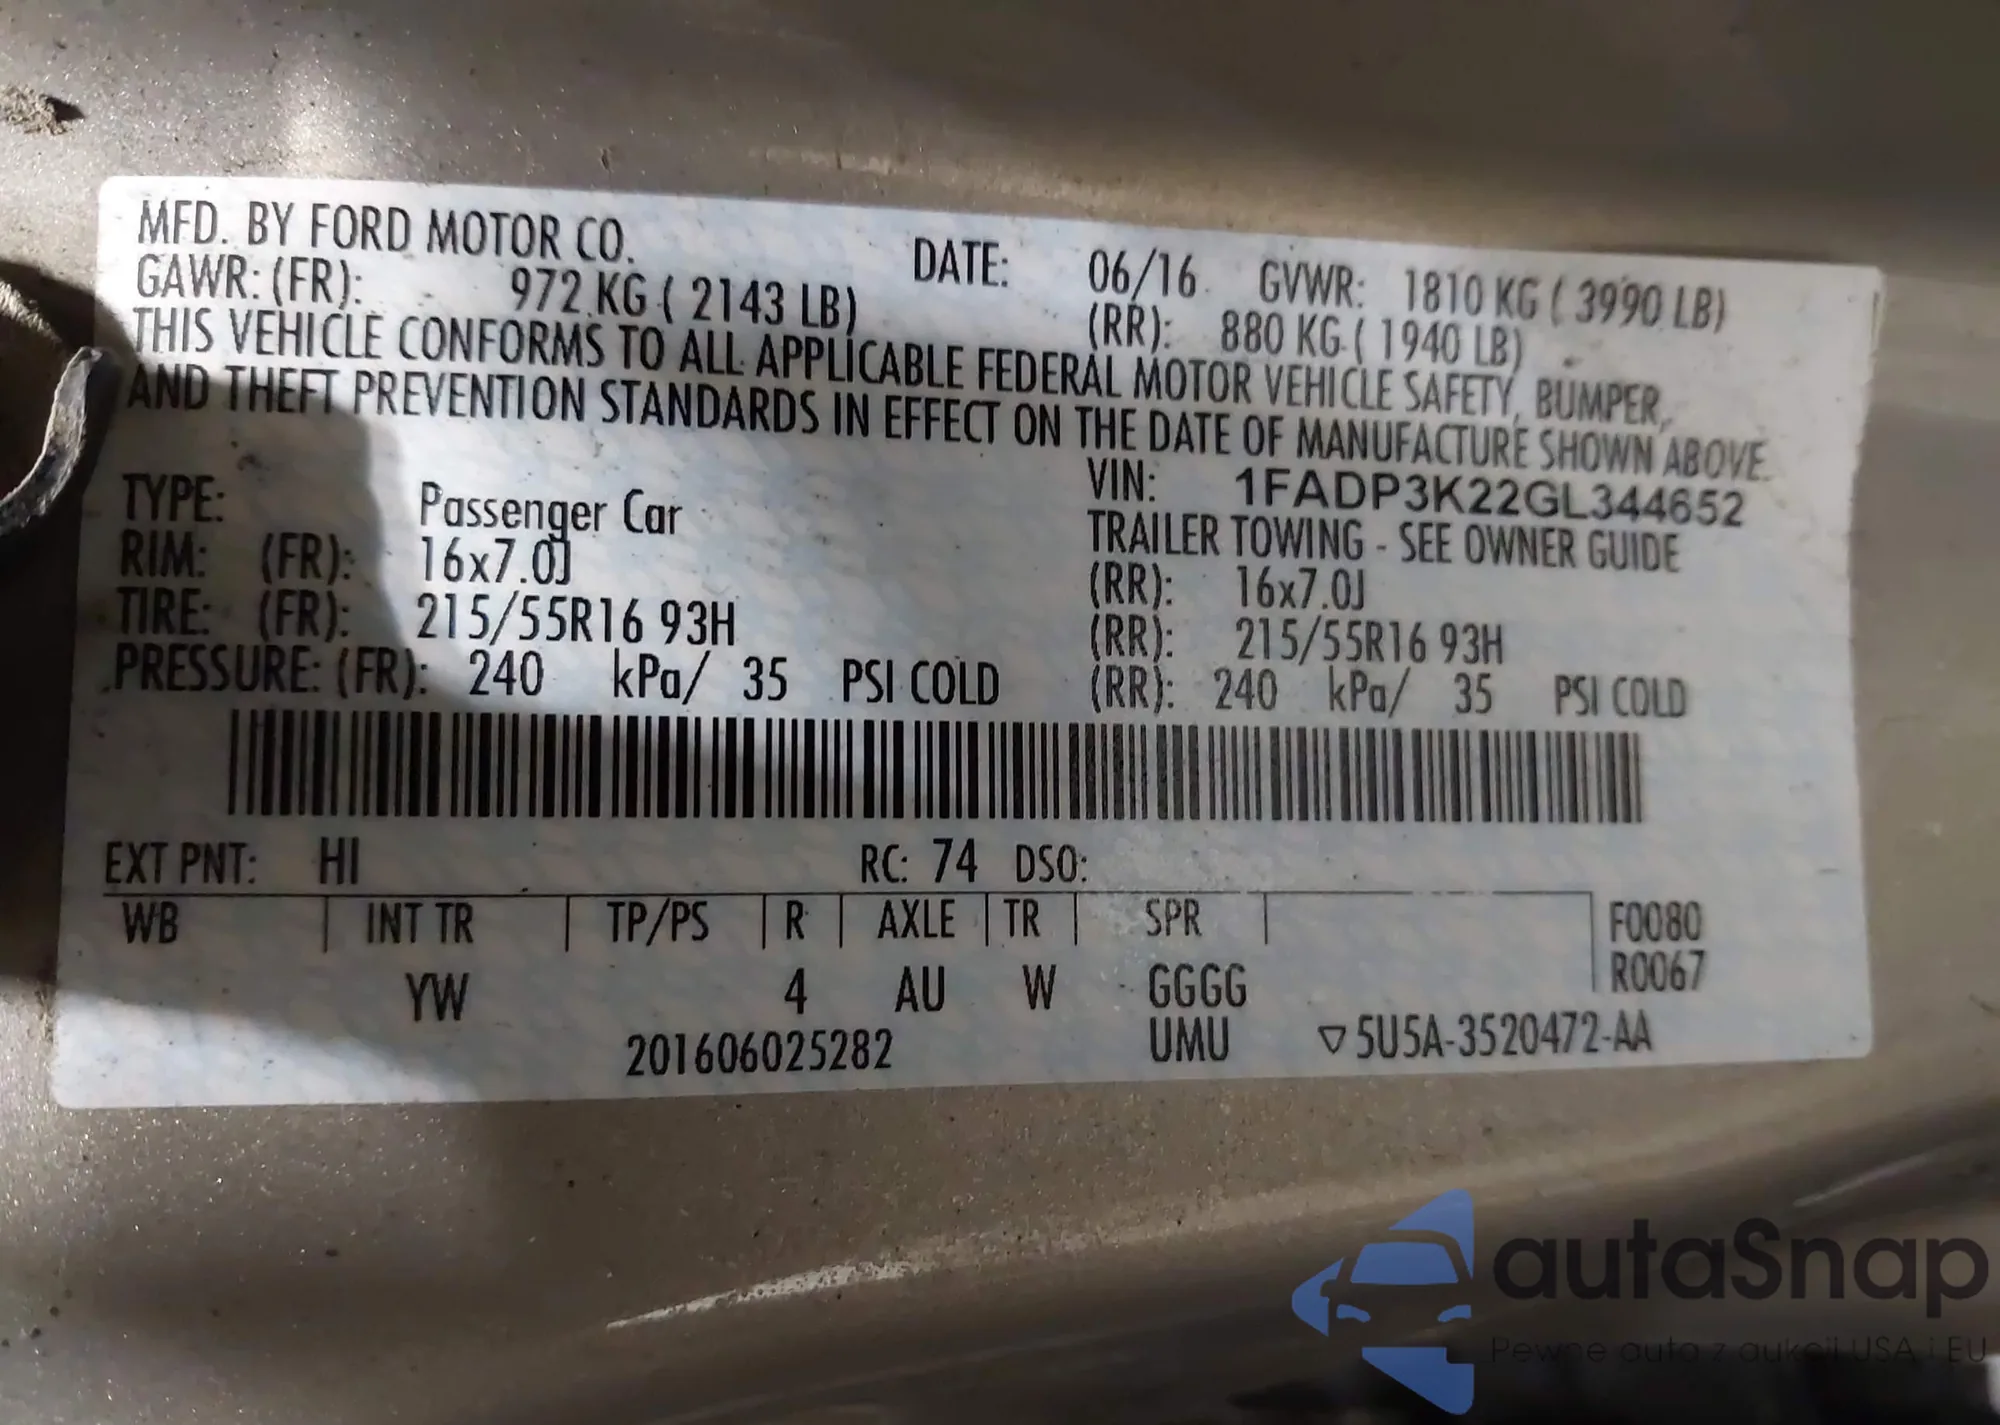 MFD. BY FORD MOTOR CO. DATE: 06/16 GVWR: 1810 KG ( 3990 LB)
GAWR: (FR): 972 KG ( 2143 LB) (RR): 880 KG ( 1940 LB)
THIS VEHICLE CONFORMS TO ALL APPLICABLE FEDERAL MOTOR VEHICLE SAFETY, BUMPER,
AND THEFT PREVENTION STANDARDS IN EFFECT ON THE DATE OF MANUFACTURE SHOWN ABOVE.
VIN: 1FADP3K22GL344652
TYPE: Passenger Car TRAILER TOWING - SEE OWNER GUIDE
RIM: (FR): 16x7.0J (RR): 16x7.0J
TIRE: (FR): 215/55R16 93H (RR): 215/55R16 93H
PRESSURE: (FR): 240 kPa/ 35 PSI COLD (RR): 240 kPa/ 35 PSI COLD
EXT PNT: HI RC: 74 DSO:
WB INT TR TP/PS R AXLE TR SPR F0080
R0067
YW 4 AU W GGGG
201606025282 UMU ▽5U5A-3520472-AA
autaSnap
Pewne auto z aukcji USA i EU